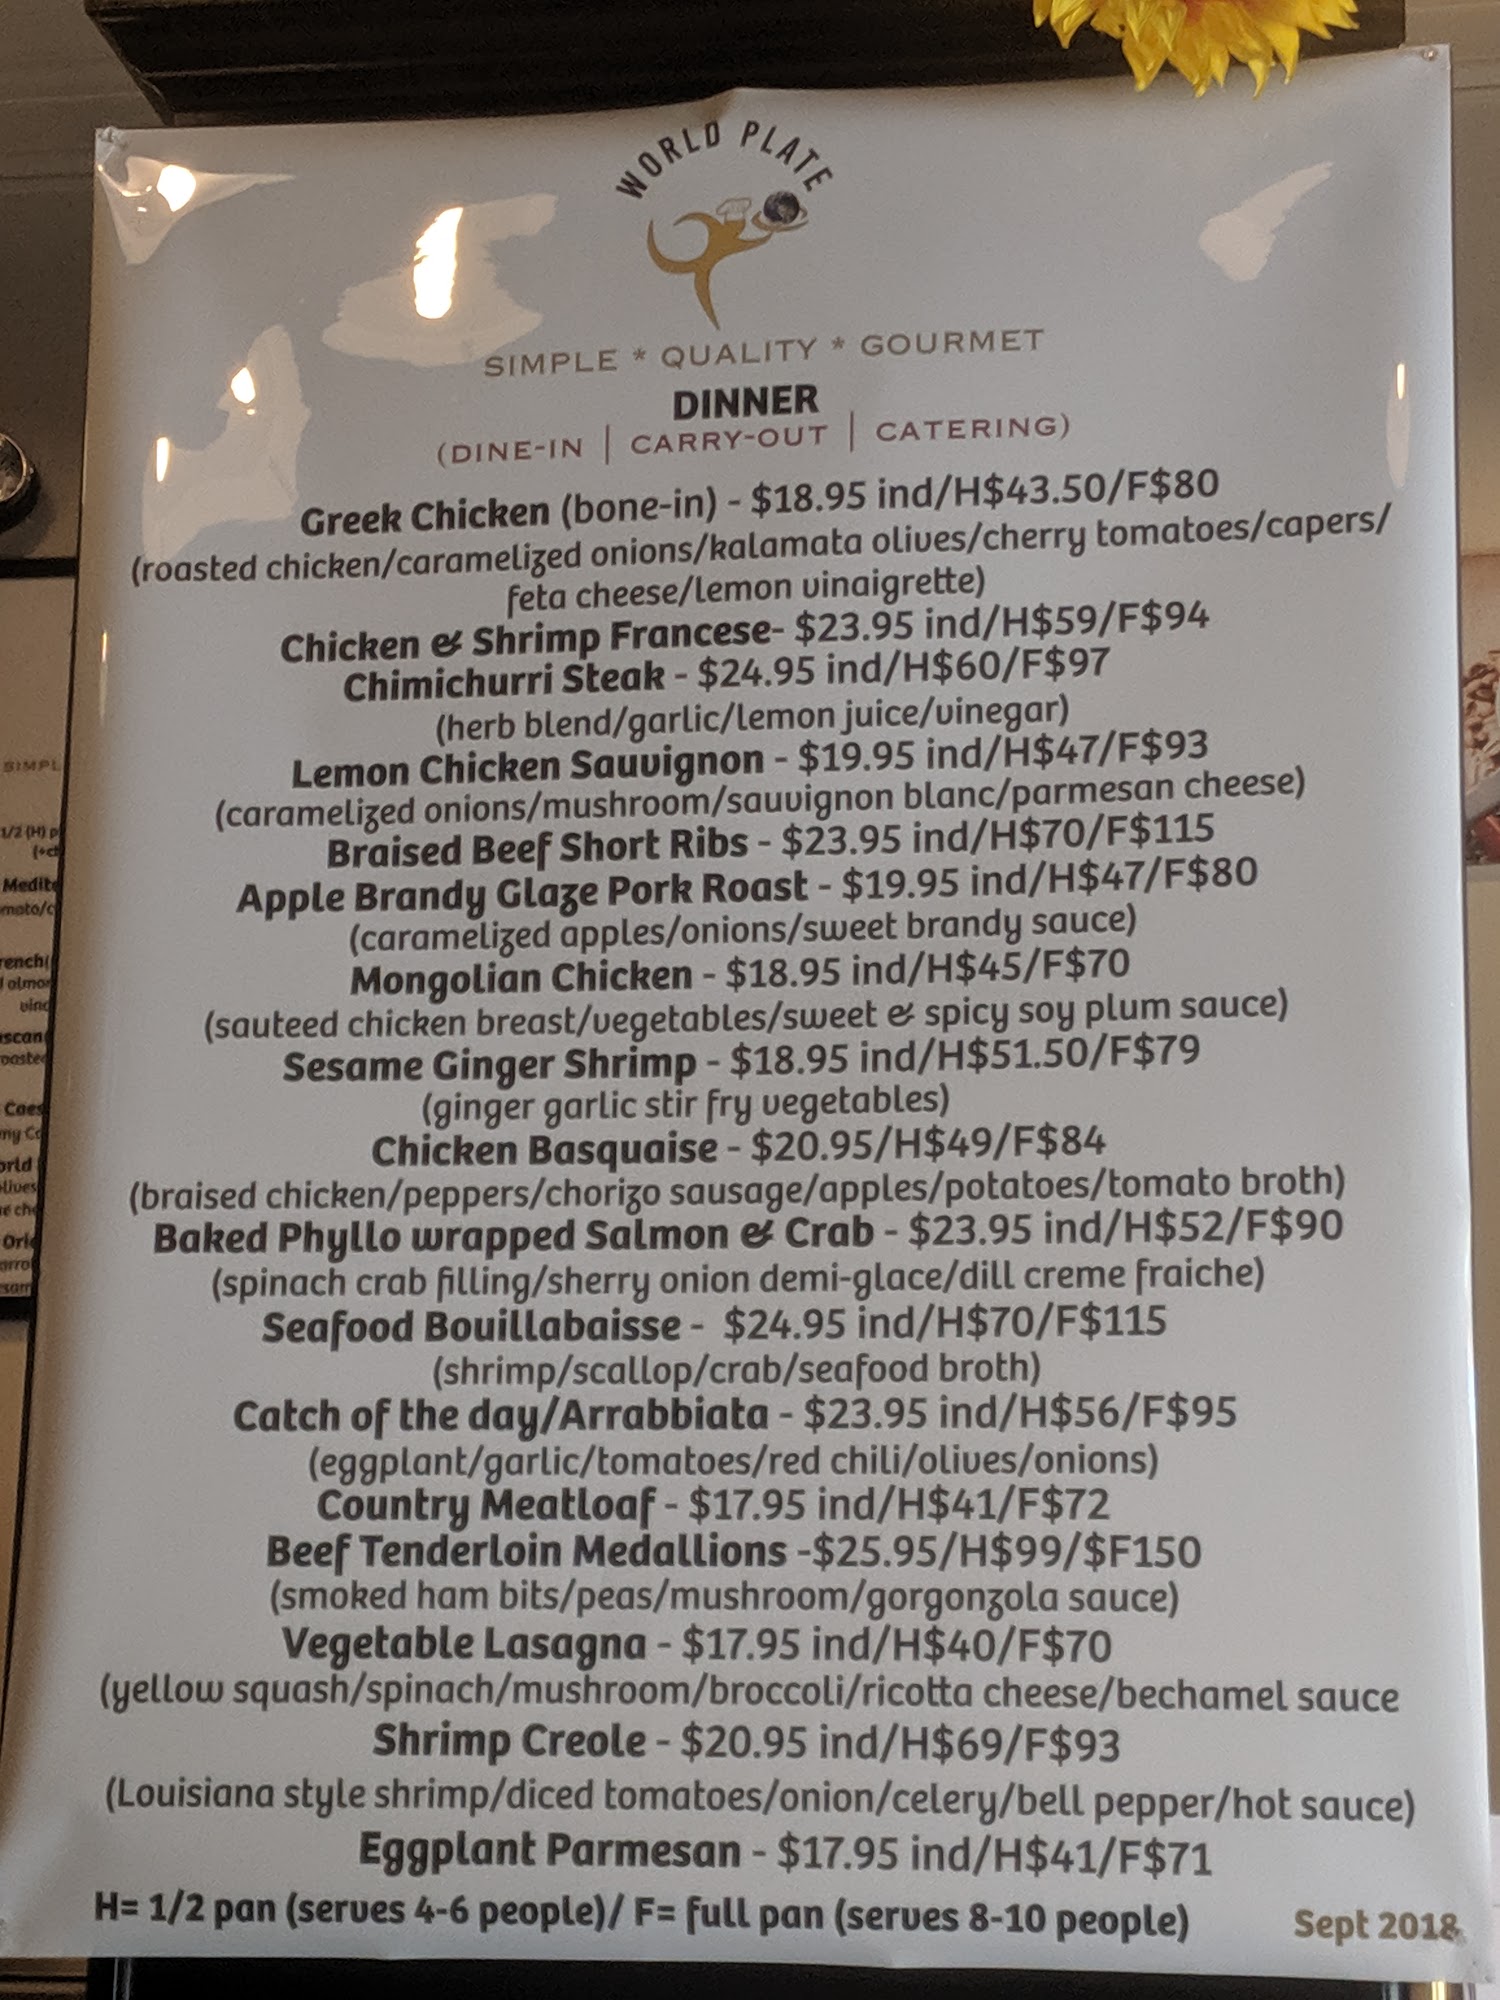 WORLD PLATE
SIMPLE * QUALITY * GOURMET
DINNER
(DINE-IN | CARRY-OUT | CATERING)
Greek Chicken (bone-in) - $18.95 ind/H$43.50/F$80
(roasted chicken/caramelized onions/kalamata olives/cherry tomatoes/capers/
feta cheese/lemon vinaigrette)
Chicken & Shrimp Francese- $23.95 ind/H$59/F$94
Chimichurri Steak - $24.95 ind/H$60/F$97
(herb blend/garlic/lemon juice/vinegar)
Lemon Chicken Sauvignon - $19.95 ind/H$47/F$93
(caramelized onions/mushroom/sauvignon blanc/parmesan cheese)
Braised Beef Short Ribs - $23.95 ind/H$70/F$115
Apple Brandy Glaze Pork Roast - $19.95 ind/H$47/F$80
(caramelized apples/onions/sweet brandy sauce)
Mongolian Chicken - $18.95 ind/H$45/F$70
(sauteed chicken breast/vegetables/sweet & spicy soy plum sauce)
Sesame Ginger Shrimp - $18.95 ind/H$51.50/F$79
(ginger garlic stir fry vegetables)
Chicken Basquaise - $20.95/H$49/F$84
(braised chicken/peppers/chorizo sausage/apples/potatoes/tomato broth)
Baked Phyllo wrapped Salmon & Crab - $23.95 ind/H$52/F$90
(spinach crab filling/sherry onion demi-glace/dill creme fraiche)
Seafood Bouillabaisse - $24.95 ind/H$70/F$115
(shrimp/scallop/crab/seafood broth)
Catch of the day/Arrabbiata - $23.95 ind/H$56/F$95
(eggplant/garlic/tomatoes/red chili/olives/onions)
Country Meatloaf - $17.95 ind/H$41/F$72
Beef Tenderloin Medallions -$25.95/H$99/$F150
(smoked ham bits/peas/mushroom/gorgonzola sauce)
Vegetable Lasagna - $17.95 ind/H$40/F$70
(yellow squash/spinach/mushroom/broccoli/ricotta cheese/bechamel sauce
Shrimp Creole - $20.95 ind/H$69/F$93
(Louisiana style shrimp/diced tomatoes/onion/celery/bell pepper/hot sauce)
Eggplant Parmesan - $17.95 ind/H$41/F$71
H= 1/2 pan (serves 4-6 people)/ F= full pan (serves 8-10 people)
Sept 2018